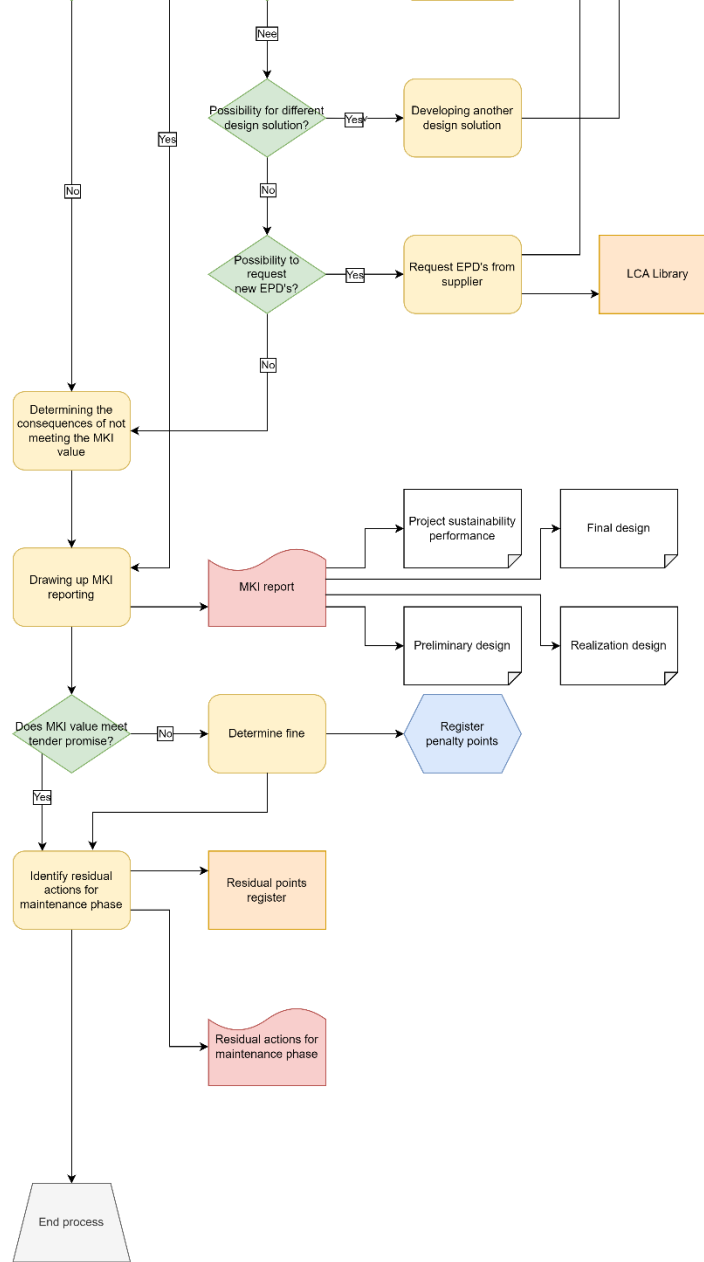 Nee
Possibility for different
design solution?
Yes
Developing another
design solution
Yes
No
No
Possibility to
request
new EPD's?
Yes
Request EPD's from
supplier
LCA Library
No
Determining the
consequences of not
meeting the MKI
value
Project sustainability
performance
Final design
Drawing up MKI
reporting
MKI report
Preliminary design
Realization design
Does MKI value meet
tender promise?
No
Determine fine
Register
penalty points
Yes
Identify residual
actions for
maintenance phase
Residual points
register
Residual actions for
maintenance phase
End process